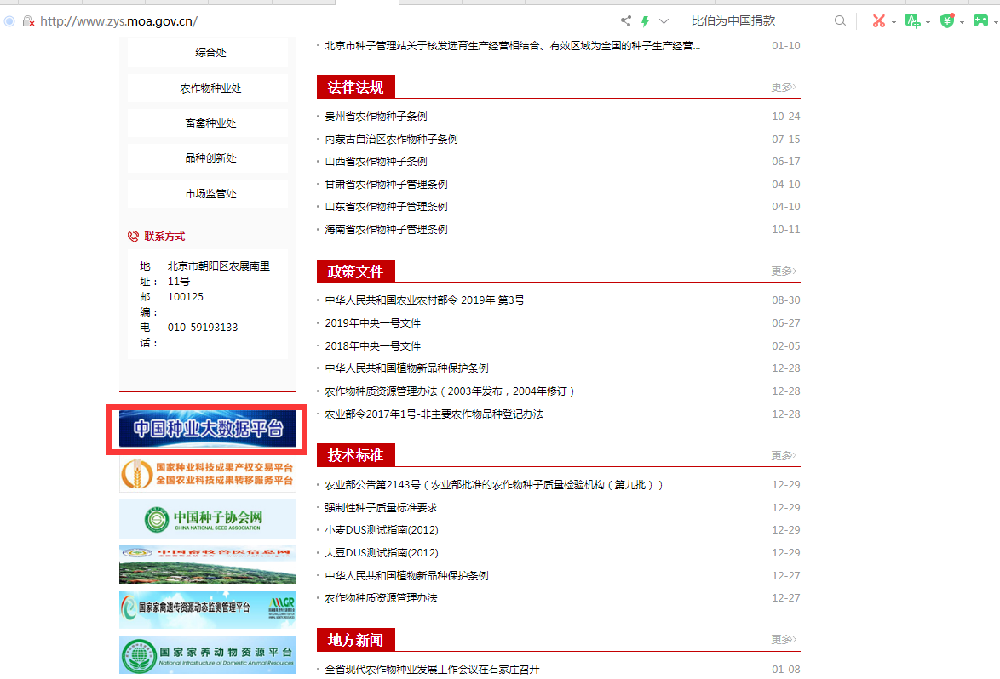 http://www.zys.moa.gov.cn/
比伯为中国捐款
综合处
农作物种业处
畜禽种业处
品种创新处
市场监管处
联系方式
地址：
北京市朝阳区农展南里11号
邮编：
100125
电话：
010-59193133
中国种业大数据平台
国家种业科技成果产权交易平台
全国农业科技成果转移服务平台
中国种子协会网
CHINA NATIONAL SEED ASSOCIATION
中国畜牧兽医信息网
国家家禽遗传资源动态监测管理平台
国家家养动物资源平台
National Infrastructure of Domestic Animal Resources
北京市种子管理站关于核发选育生产经营相结合、有效区域为全国的种子生产经营... 01-10
法律法规 更多>
· 贵州省农作物种子条例 10-24
· 内蒙古自治区农作物种子条例 07-15
· 山西省农作物种子条例 06-17
· 甘肃省农作物种子管理条例 04-10
· 山东省农作物种子管理条例 04-10
· 海南省农作物种子管理条例 10-11
政策文件 更多>
· 中华人民共和国农业农村部令 2019年 第3号 08-30
· 2019年中央一号文件 06-27
· 2018年中央一号文件 02-05
· 中华人民共和国植物新品种保护条例 12-28
· 农作物种质资源管理办法（2003年发布，2004年修订） 12-28
· 农业部令2017年1号-非主要农作物品种登记办法 12-28
技术标准 更多>
· 农业部公告第2143号（农业部批准的农作物种子质量检验机构（第九批）） 12-29
· 强制性种子质量标准要求 12-29
· 小麦DUS测试指南(2012) 12-29
· 大豆DUS测试指南(2012) 12-29
· 中华人民共和国植物新品种保护条例 12-27
· 农作物种质资源管理办法 12-27
地方新闻 更多>
· 全省现代农作物种业发展工作会议在石家庄召开 01-08